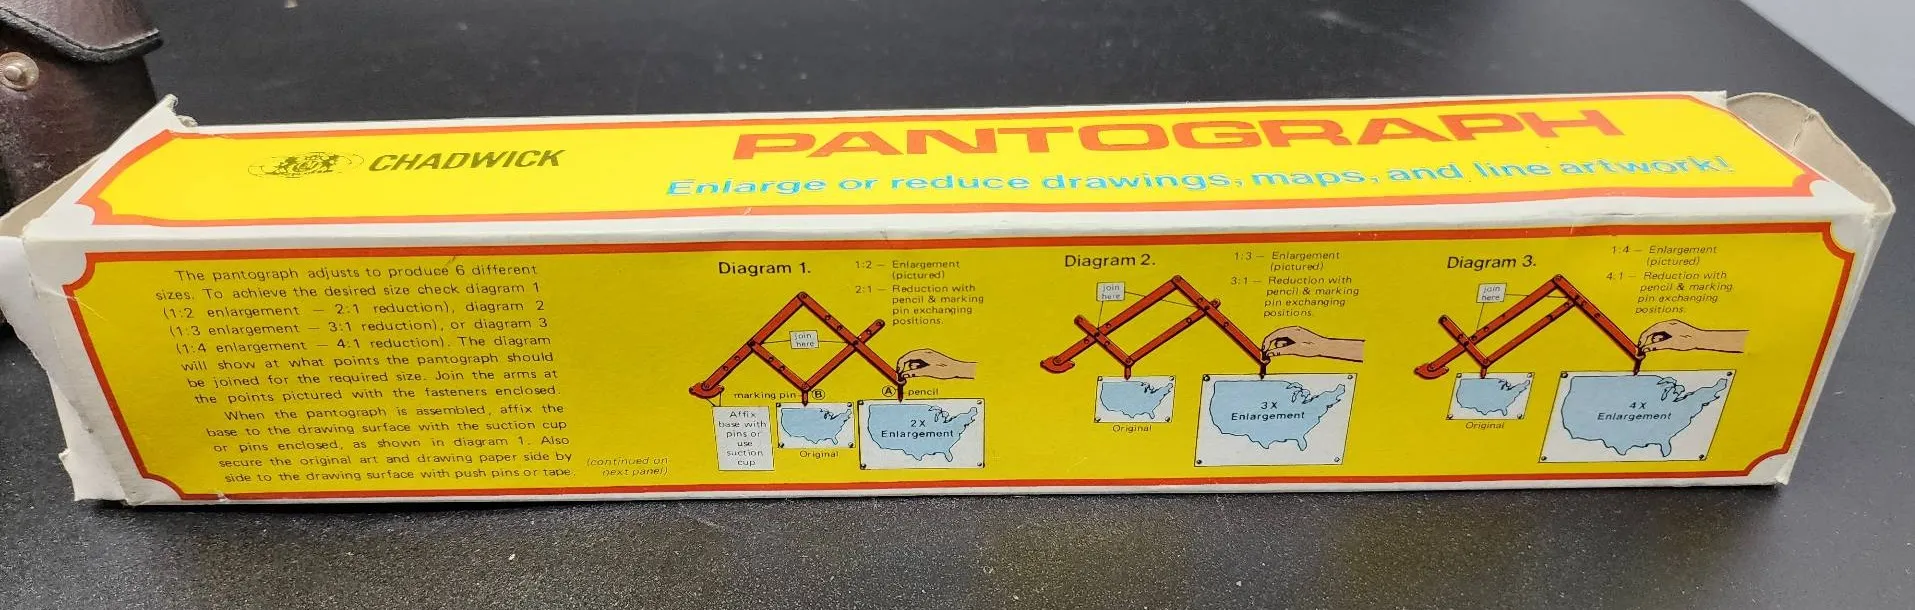 CHADWICK
PANTOGRAPH
Enlarge or reduce drawings, maps, and line artwork!
The pantograph adjusts to produce 6 different
sizes. To achieve the desired size check diagram 1
(1:2 enlargement — 2:1 reduction), diagram 2
(1:3 enlargement — 3:1 reduction), or diagram 3
(1:4 enlargement — 4:1 reduction). The diagram
will show at what points the pantograph should
be joined for the required size. Join the arms at
the points pictured with the fasteners enclosed.
When the pantograph is assembled, affix the
base to the drawing surface with the suction cup
or pins enclosed, as shown in diagram 1. Also
secure the original art and drawing paper side by
side to the drawing surface with push pins or tape.
(continued on
next panel)
Diagram 1.
1:2 — Enlargement
(pictured)
2:1 — Reduction with
pencil & marking
pin exchanging
positions.
join
here
marking pin
B
A
pencil
Affix
base with
pins or
use
suction
cup
Original
2X
Enlargement
Diagram 2.
1:3 — Enlargement
(pictured)
3:1 — Reduction with
pencil & marking
pin exchanging
positions.
join
here
Original
3X
Enlargement
Diagram 3.
1:4 — Enlargement
(pictured)
4:1 — Reduction with
pencil & marking
pin exchanging
positions.
join
here
Original
4X
Enlargement